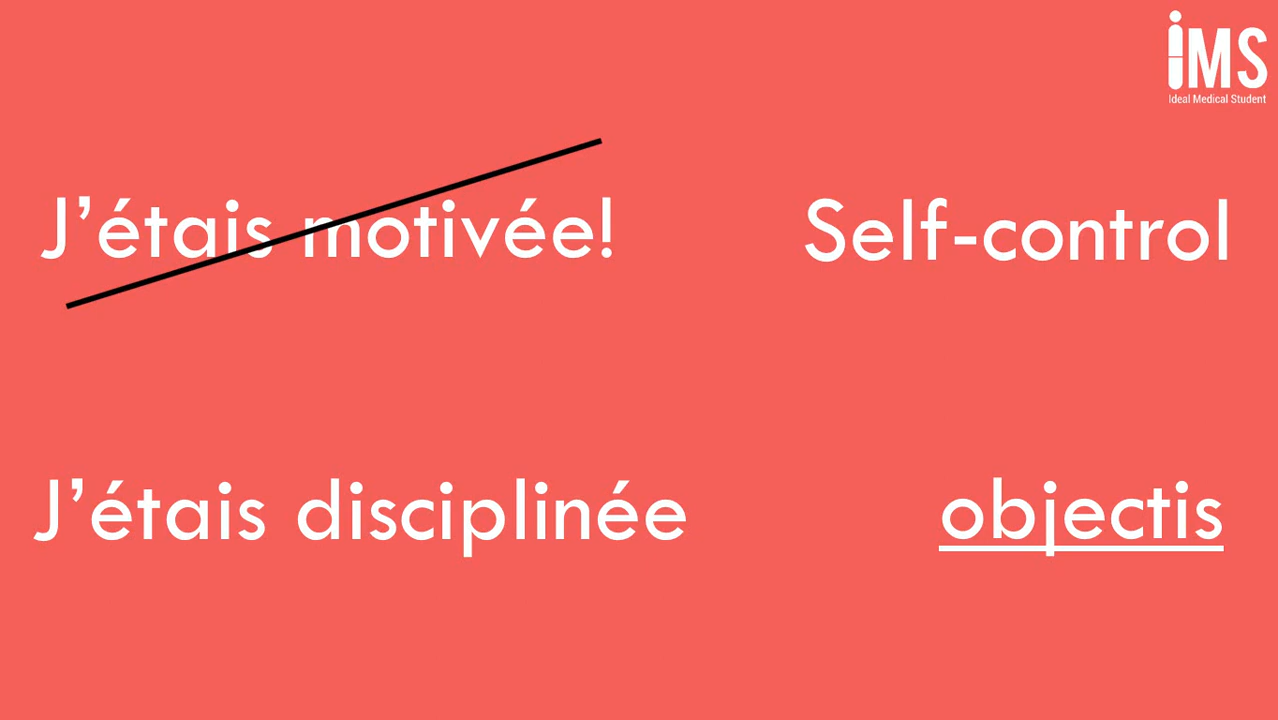 iMS
Ideal Medical Student
J'étais motivée!
Self-control
J'étais disciplinée
objectis